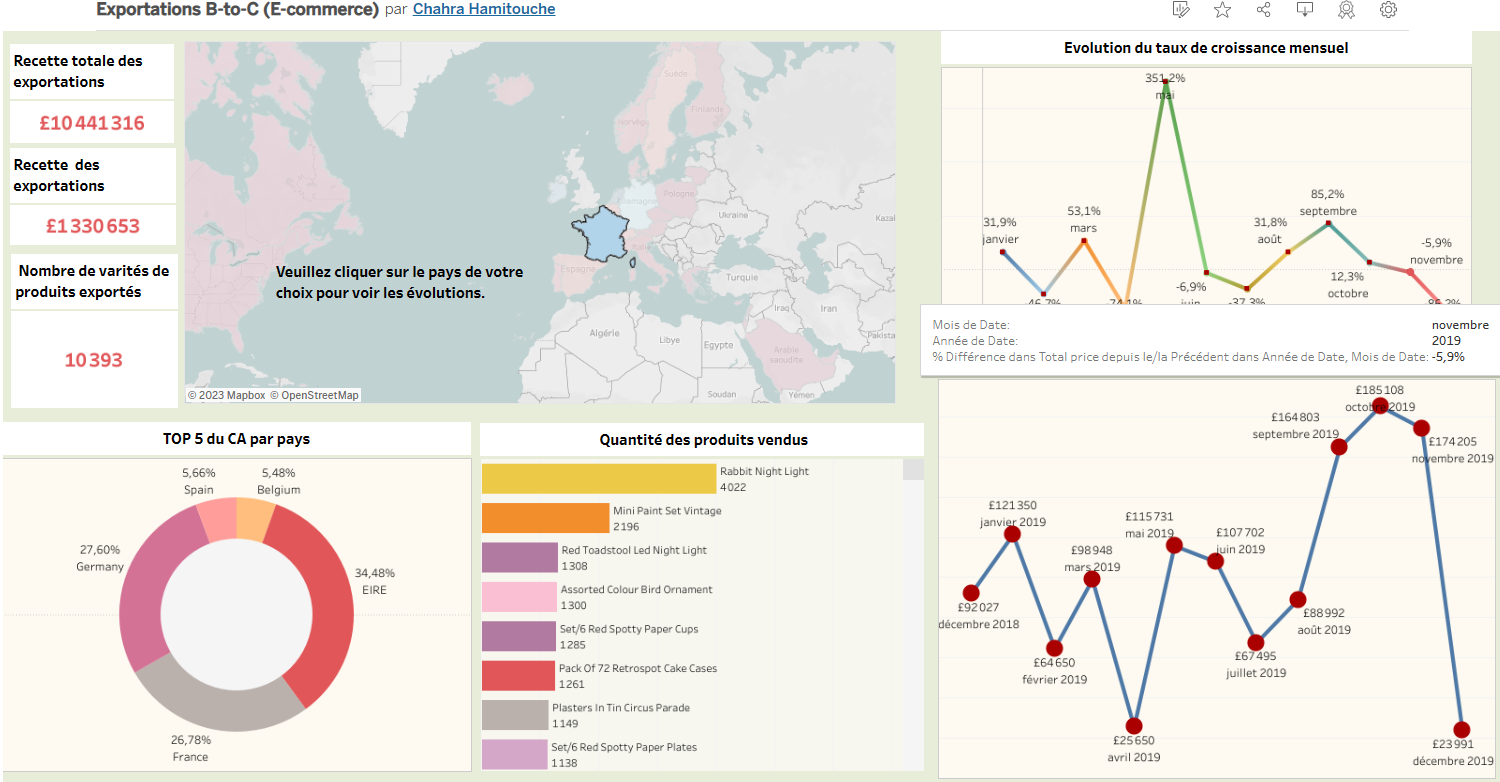 Exportations B-to-C (E-commerce) par Chahra Hamitouche
Recette totale des
exportations
£10 441 316
Recette des
exportations
£1 330 653
Nombre de varités de
produits exportés
10 393
Suède
Finlande
Norvège
Pologne
Allemagne
Ukraine
Kazak
Italie
Espagne
Turquie
Iraq
Iran
Algérie
Libye
Egypte
Pakista
Arabie
saoudite
Soudan
Yémen
Veuillez cliquer sur le pays de votre
choix pour voir les évolutions.
© 2023 Mapbox © OpenStreetMap
Evolution du taux de croissance mensuel
351,2%
mai
31,9%
janvier
53,1%
mars
-46,7%
-74,1%
-6,9%
juin
-37,3%
31,8%
août
85,2%
septembre
12,3%
octobre
-5,9%
novembre
-86,2%
Mois de Date: novembre
Année de Date: 2019
% Différence dans Total price depuis le/la Précédent dans Année de Date, Mois de Date: -5,9%
£92 027
décembre 2018
£121 350
janvier 2019
£64 650
février 2019
£98 948
mars 2019
£25 650
avril 2019
£115 731
mai 2019
£107 702
juin 2019
£67 495
juillet 2019
£88 992
août 2019
£164 803
septembre 2019
£185 108
octobre 2019
£174 205
novembre 2019
£23 991
décembre 2019
TOP 5 du CA par pays
5,66%
Spain
5,48%
Belgium
27,60%
Germany
34,48%
EIRE
26,78%
France
Quantité des produits vendus
Rabbit Night Light
4022
Mini Paint Set Vintage
2196
Red Toadstool Led Night Light
1308
Assorted Colour Bird Ornament
1300
Set/6 Red Spotty Paper Cups
1285
Pack Of 72 Retrospot Cake Cases
1261
Plasters In Tin Circus Parade
1149
Set/6 Red Spotty Paper Plates
1138